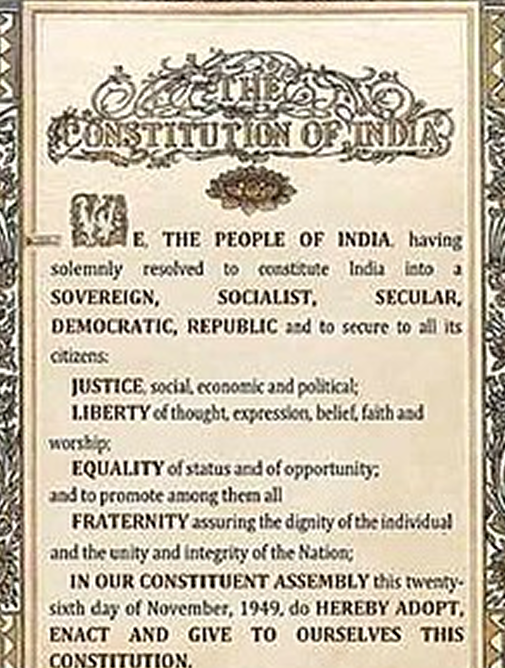 THE
CONSTITUTION OF INDIA
WE, THE PEOPLE OF INDIA, having
solemnly resolved to constitute India into a
SOVEREIGN, SOCIALIST, SECULAR,
DEMOCRATIC, REPUBLIC and to secure to all its
citizens:
JUSTICE, social, economic and political;
LIBERTY of thought, expression, belief, faith and
worship;
EQUALITY of status and of opportunity;
and to promote among them all
FRATERNITY assuring the dignity of the individual
and the unity and integrity of the Nation;
IN OUR CONSTITUENT ASSEMBLY this twenty-
sixth day of November, 1949, do HEREBY ADOPT,
ENACT AND GIVE TO OURSELVES THIS
CONSTITUTION.